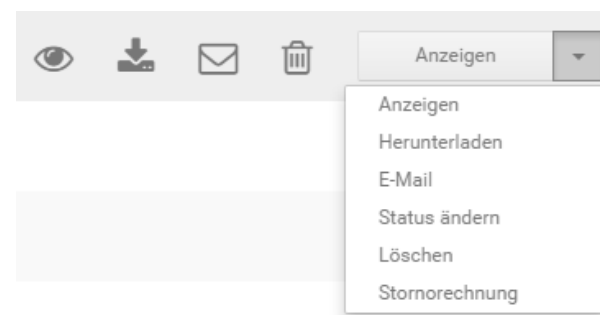 Anzeigen
Anzeigen
Herunterladen
E-Mail
Status ändern
Löschen
Stornorechnung